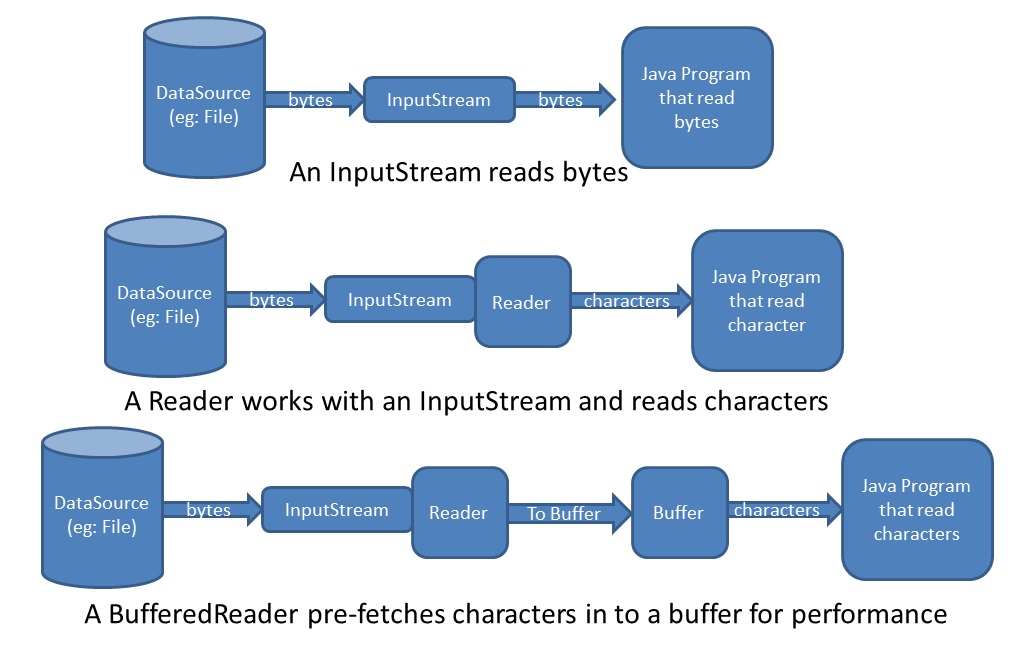 DataSource
(eg: File)
bytes
InputStream
bytes
Java Program
that read
bytes
An InputStream reads bytes
DataSource
(eg: File)
bytes
InputStream
Reader
characters
Java Program
that read
character
A Reader works with an InputStream and reads characters
DataSource
(eg: File)
bytes
InputStream
Reader
To Buffer
Buffer
characters
Java Program
that read
characters
A BufferedReader pre-fetches characters in to a buffer for performance